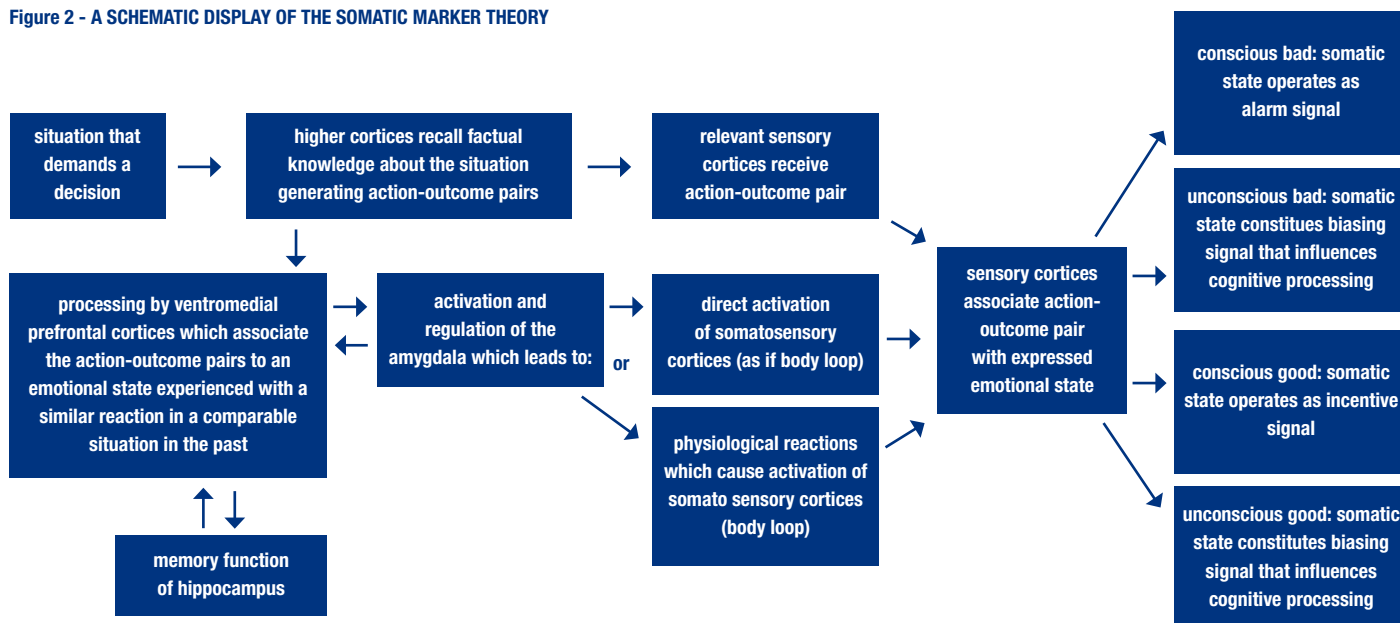 Figure 2 - A SCHEMATIC DISPLAY OF THE SOMATIC MARKER THEORY
situation that
demands a
decision
higher cortices recall factual
knowledge about the situation
generating action-outcome pairs
relevant sensory
cortices receive
action-outcome pair
processing by ventromedial
prefrontal cortices which associate
the action-outcome pairs to an
emotional state experienced with a
similar reaction in a comparable
situation in the past
memory function
of hippocampus
activation and
regulation of the
amygdala which leads to:
or
direct activation
of somatosensory
cortices (as if body loop)
physiological reactions
which cause activation of
somato sensory cortices
(body loop)
sensory cortices
associate action-
outcome pair
with expressed
emotional state
conscious bad: somatic
state operates as
alarm signal
unconscious bad: somatic
state constitues biasing
signal that influences
cognitive processing
conscious good: somatic
state operates as incentive
signal
unconscious good: somatic
state constitutes biasing
signal that influences
cognitive processing